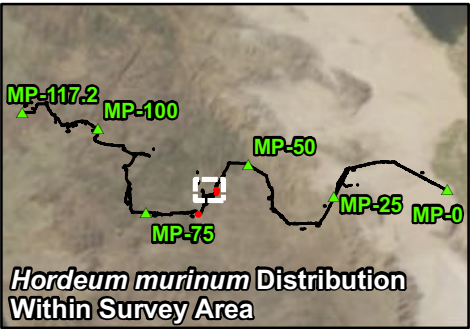 MP-117.2
MP-100
MP-50
MP-25
MP-0
MP-75
Hordeum murinum Distribution
Within Survey Area